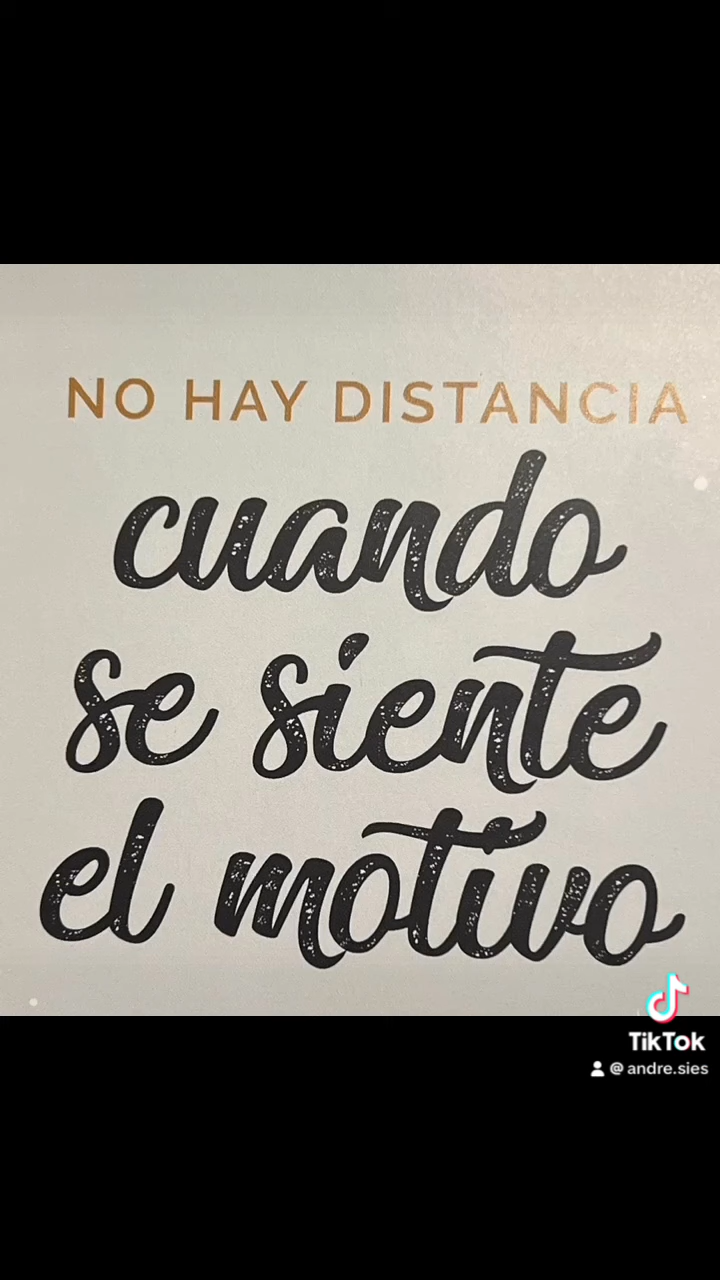 NO HAY DISTANCIA
cuando
se siente
el motivo
TikTok
@andre.sies